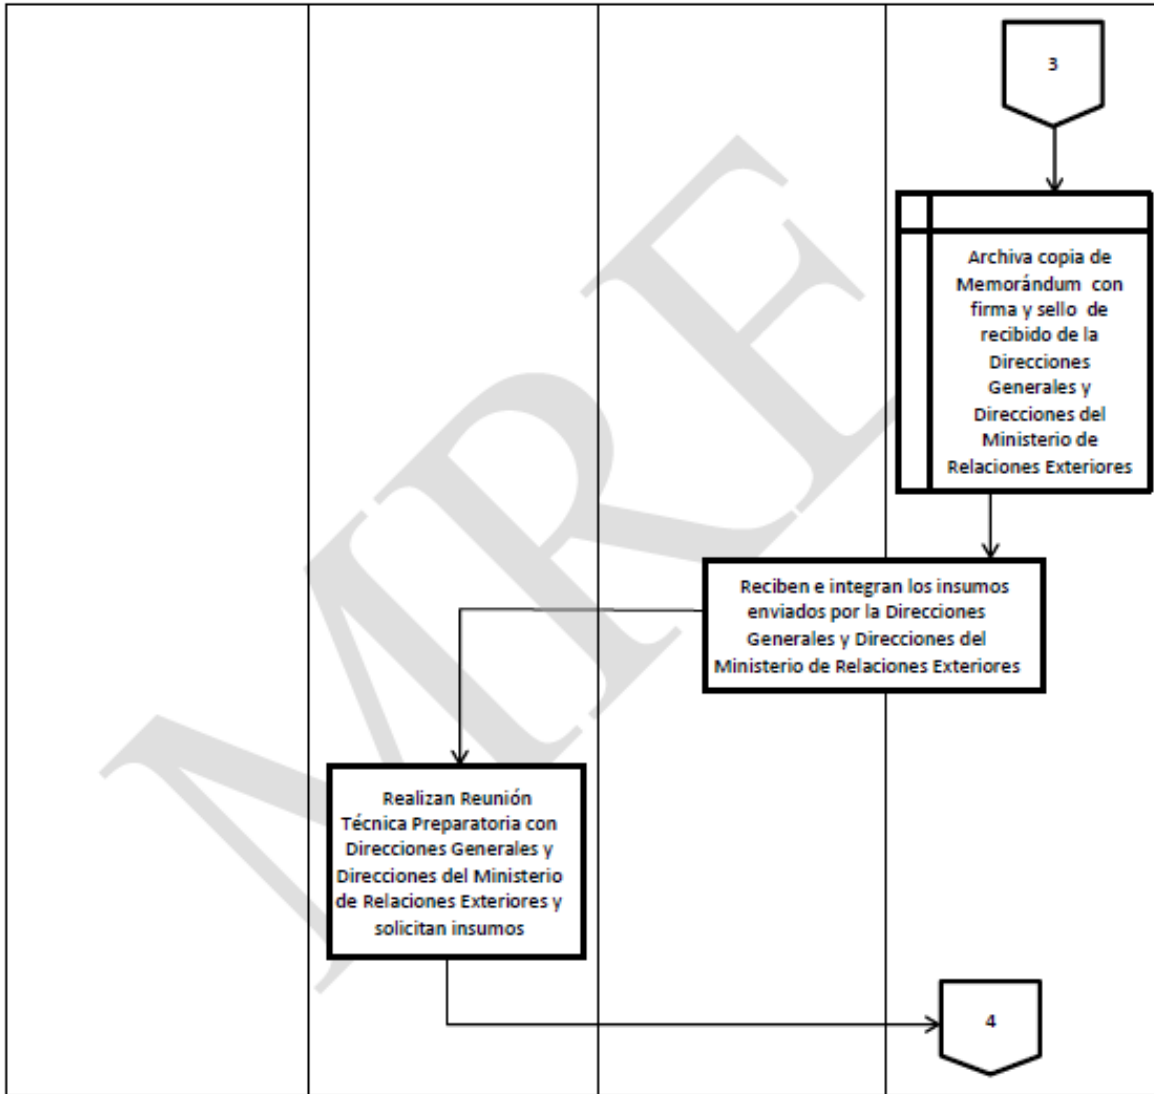 3
Archiva copia de
Memorándum con
firma y sello de
recibido de la
Direcciones
Generales y
Direcciones del
Ministerio de
Relaciones Exteriores
Reciben e integran los insumos
enviados por la Direcciones
Generales y Direcciones del
Ministerio de Relaciones Exteriores
Realizan Reunión
Técnica Preparatoria con
Direcciones Generales y
Direcciones del Ministerio
de Relaciones Exteriores y
solicitan insumos
4
MRE